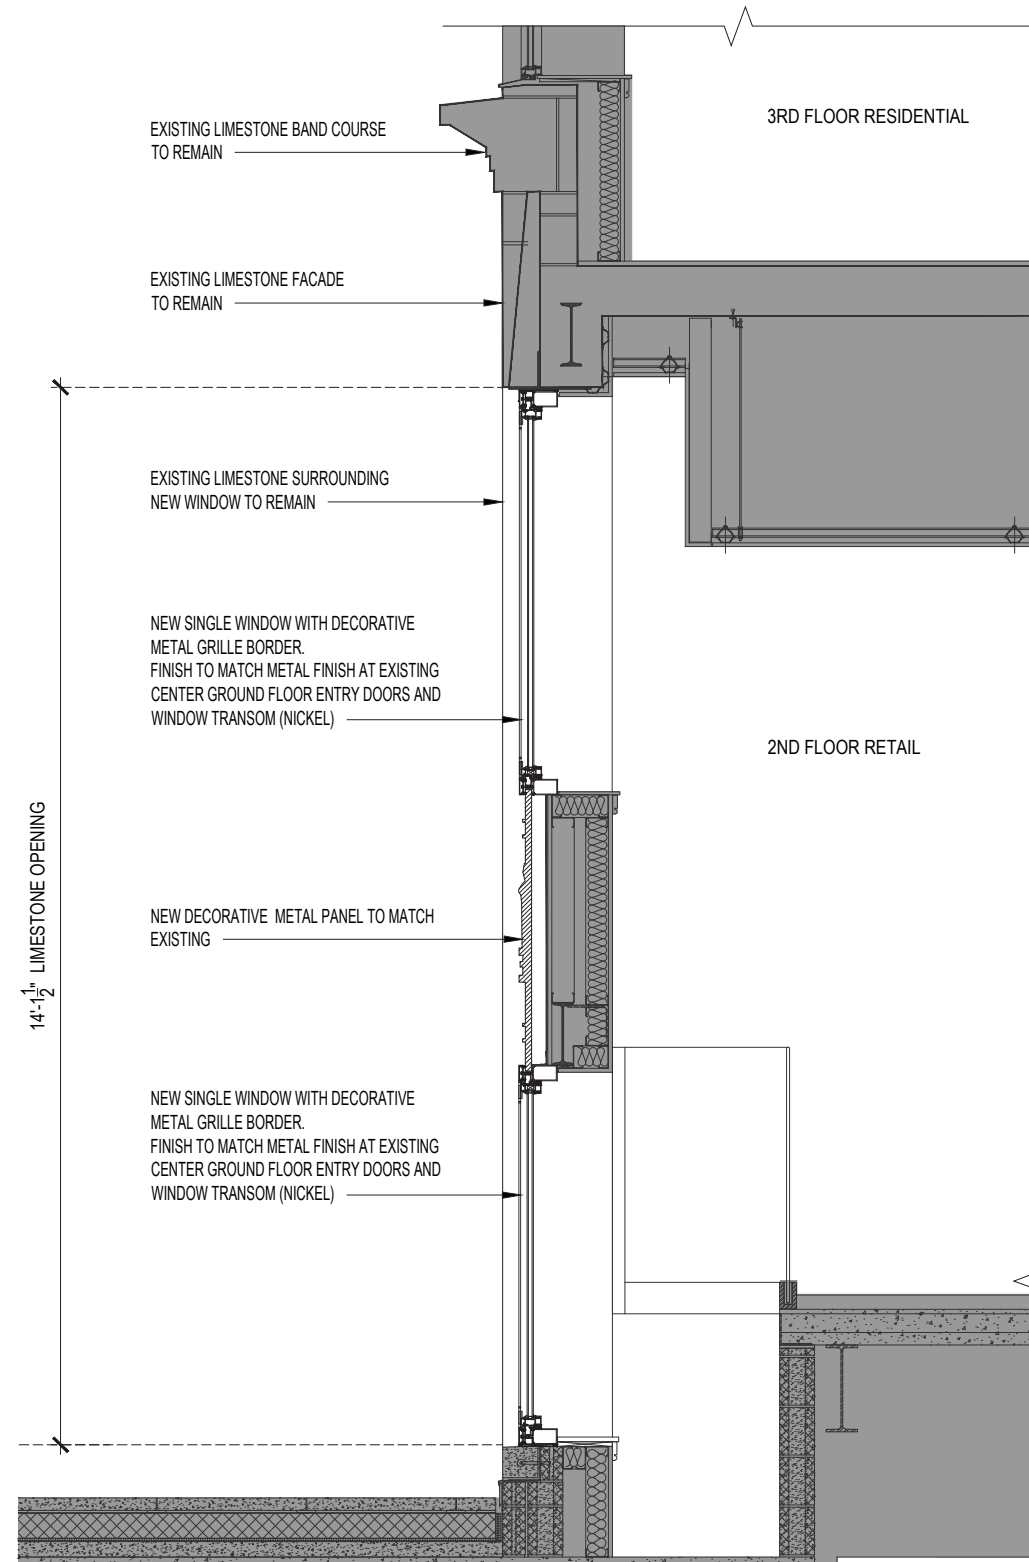 3RD FLOOR RESIDENTIAL
EXISTING LIMESTONE BAND COURSE
TO REMAIN
EXISTING LIMESTONE FACADE
TO REMAIN
EXISTING LIMESTONE SURROUNDING
NEW WINDOW TO REMAIN
NEW SINGLE WINDOW WITH DECORATIVE
METAL GRILLE BORDER.
FINISH TO MATCH METAL FINISH AT EXISTING
CENTER GROUND FLOOR ENTRY DOORS AND
WINDOW TRANSOM (NICKEL)
2ND FLOOR RETAIL
14'-1 1/2" LIMESTONE OPENING
NEW DECORATIVE METAL PANEL TO MATCH
EXISTING
NEW SINGLE WINDOW WITH DECORATIVE
METAL GRILLE BORDER.
FINISH TO MATCH METAL FINISH AT EXISTING
CENTER GROUND FLOOR ENTRY DOORS AND
WINDOW TRANSOM (NICKEL)